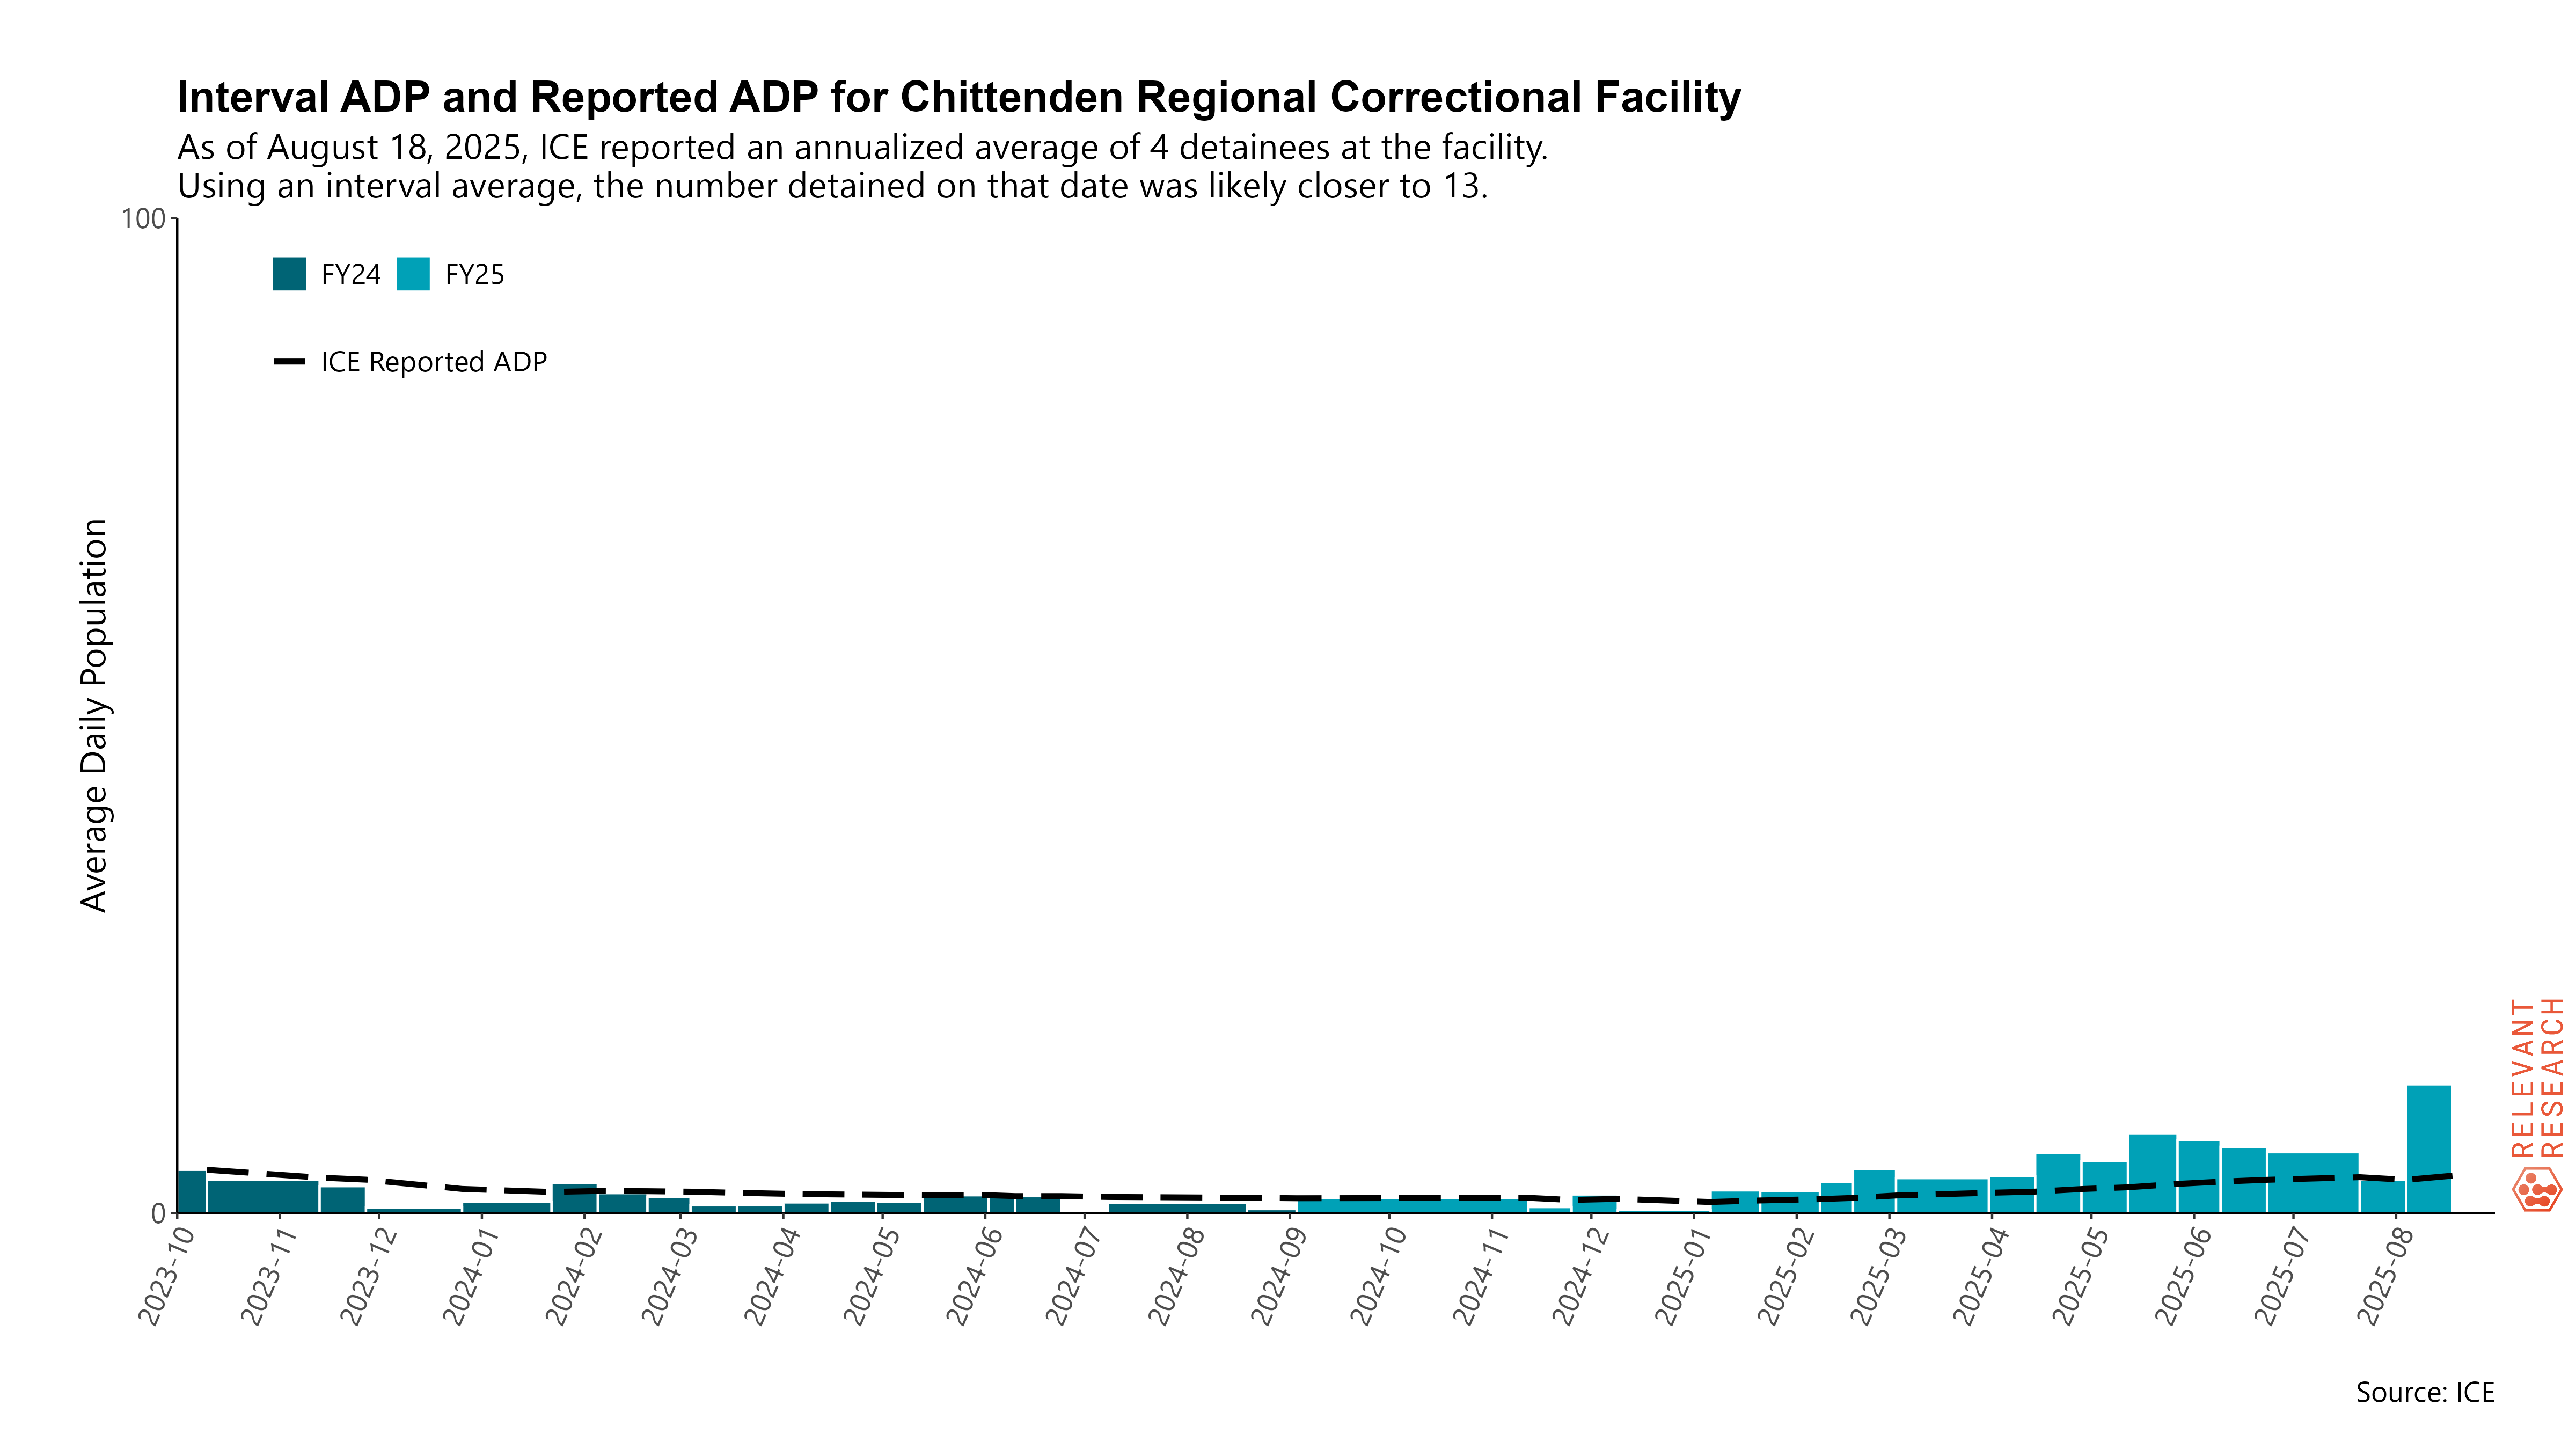 Interval ADP and Reported ADP for Chittenden Regional Correctional Facility
As of August 18, 2025, ICE reported an annualized average of 4 detainees at the facility.
Using an interval average, the number detained on that date was likely closer to 13.
100
FY24
FY25
ICE Reported ADP
Average Daily Population
0
2023-10
2023-11
2023-12
2024-01
2024-02
2024-03
2024-04
2024-05
2024-06
2024-07
2024-08
2024-09
2024-10
2024-11
2024-12
2025-01
2025-02
2025-03
2025-04
2025-05
2025-06
2025-07
2025-08
RELEVANT
RESEARCH
Source: ICE